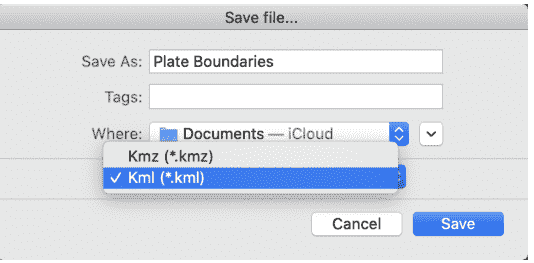 Save file...
Save As: Plate Boundaries
Tags:
Where: Documents — iCloud
Kmz (*.kmz)
✓ Kml (*.kml)
Cancel Save